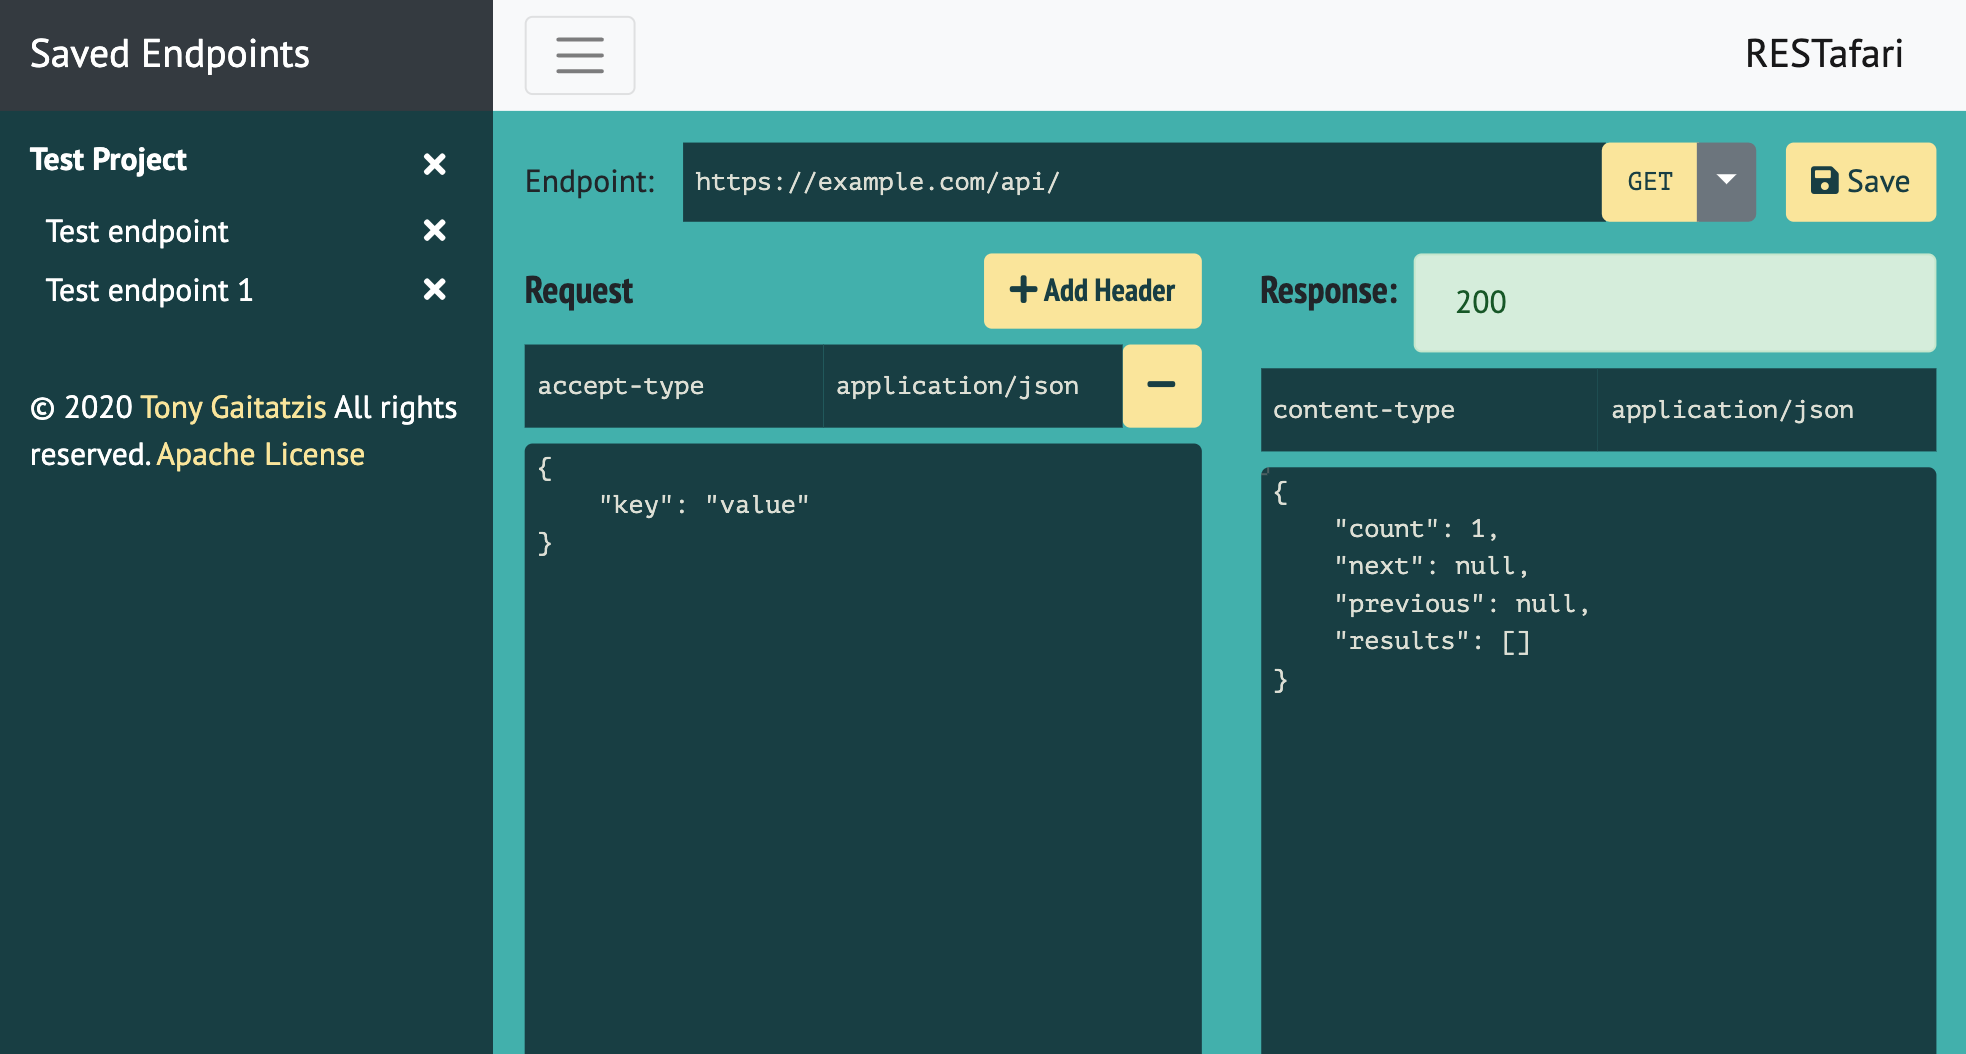 Saved Endpoints
RESTafari
Test Project
Test endpoint
Test endpoint 1
© 2020 Tony Gaitatzis All rights
reserved. Apache License
Endpoint: https://example.com/api/ GET Save
Request Add Header
accept-type application/json
{
    "key": "value"
}
Response: 200
content-type application/json
{
    "count": 1,
    "next": null,
    "previous": null,
    "results": []
}